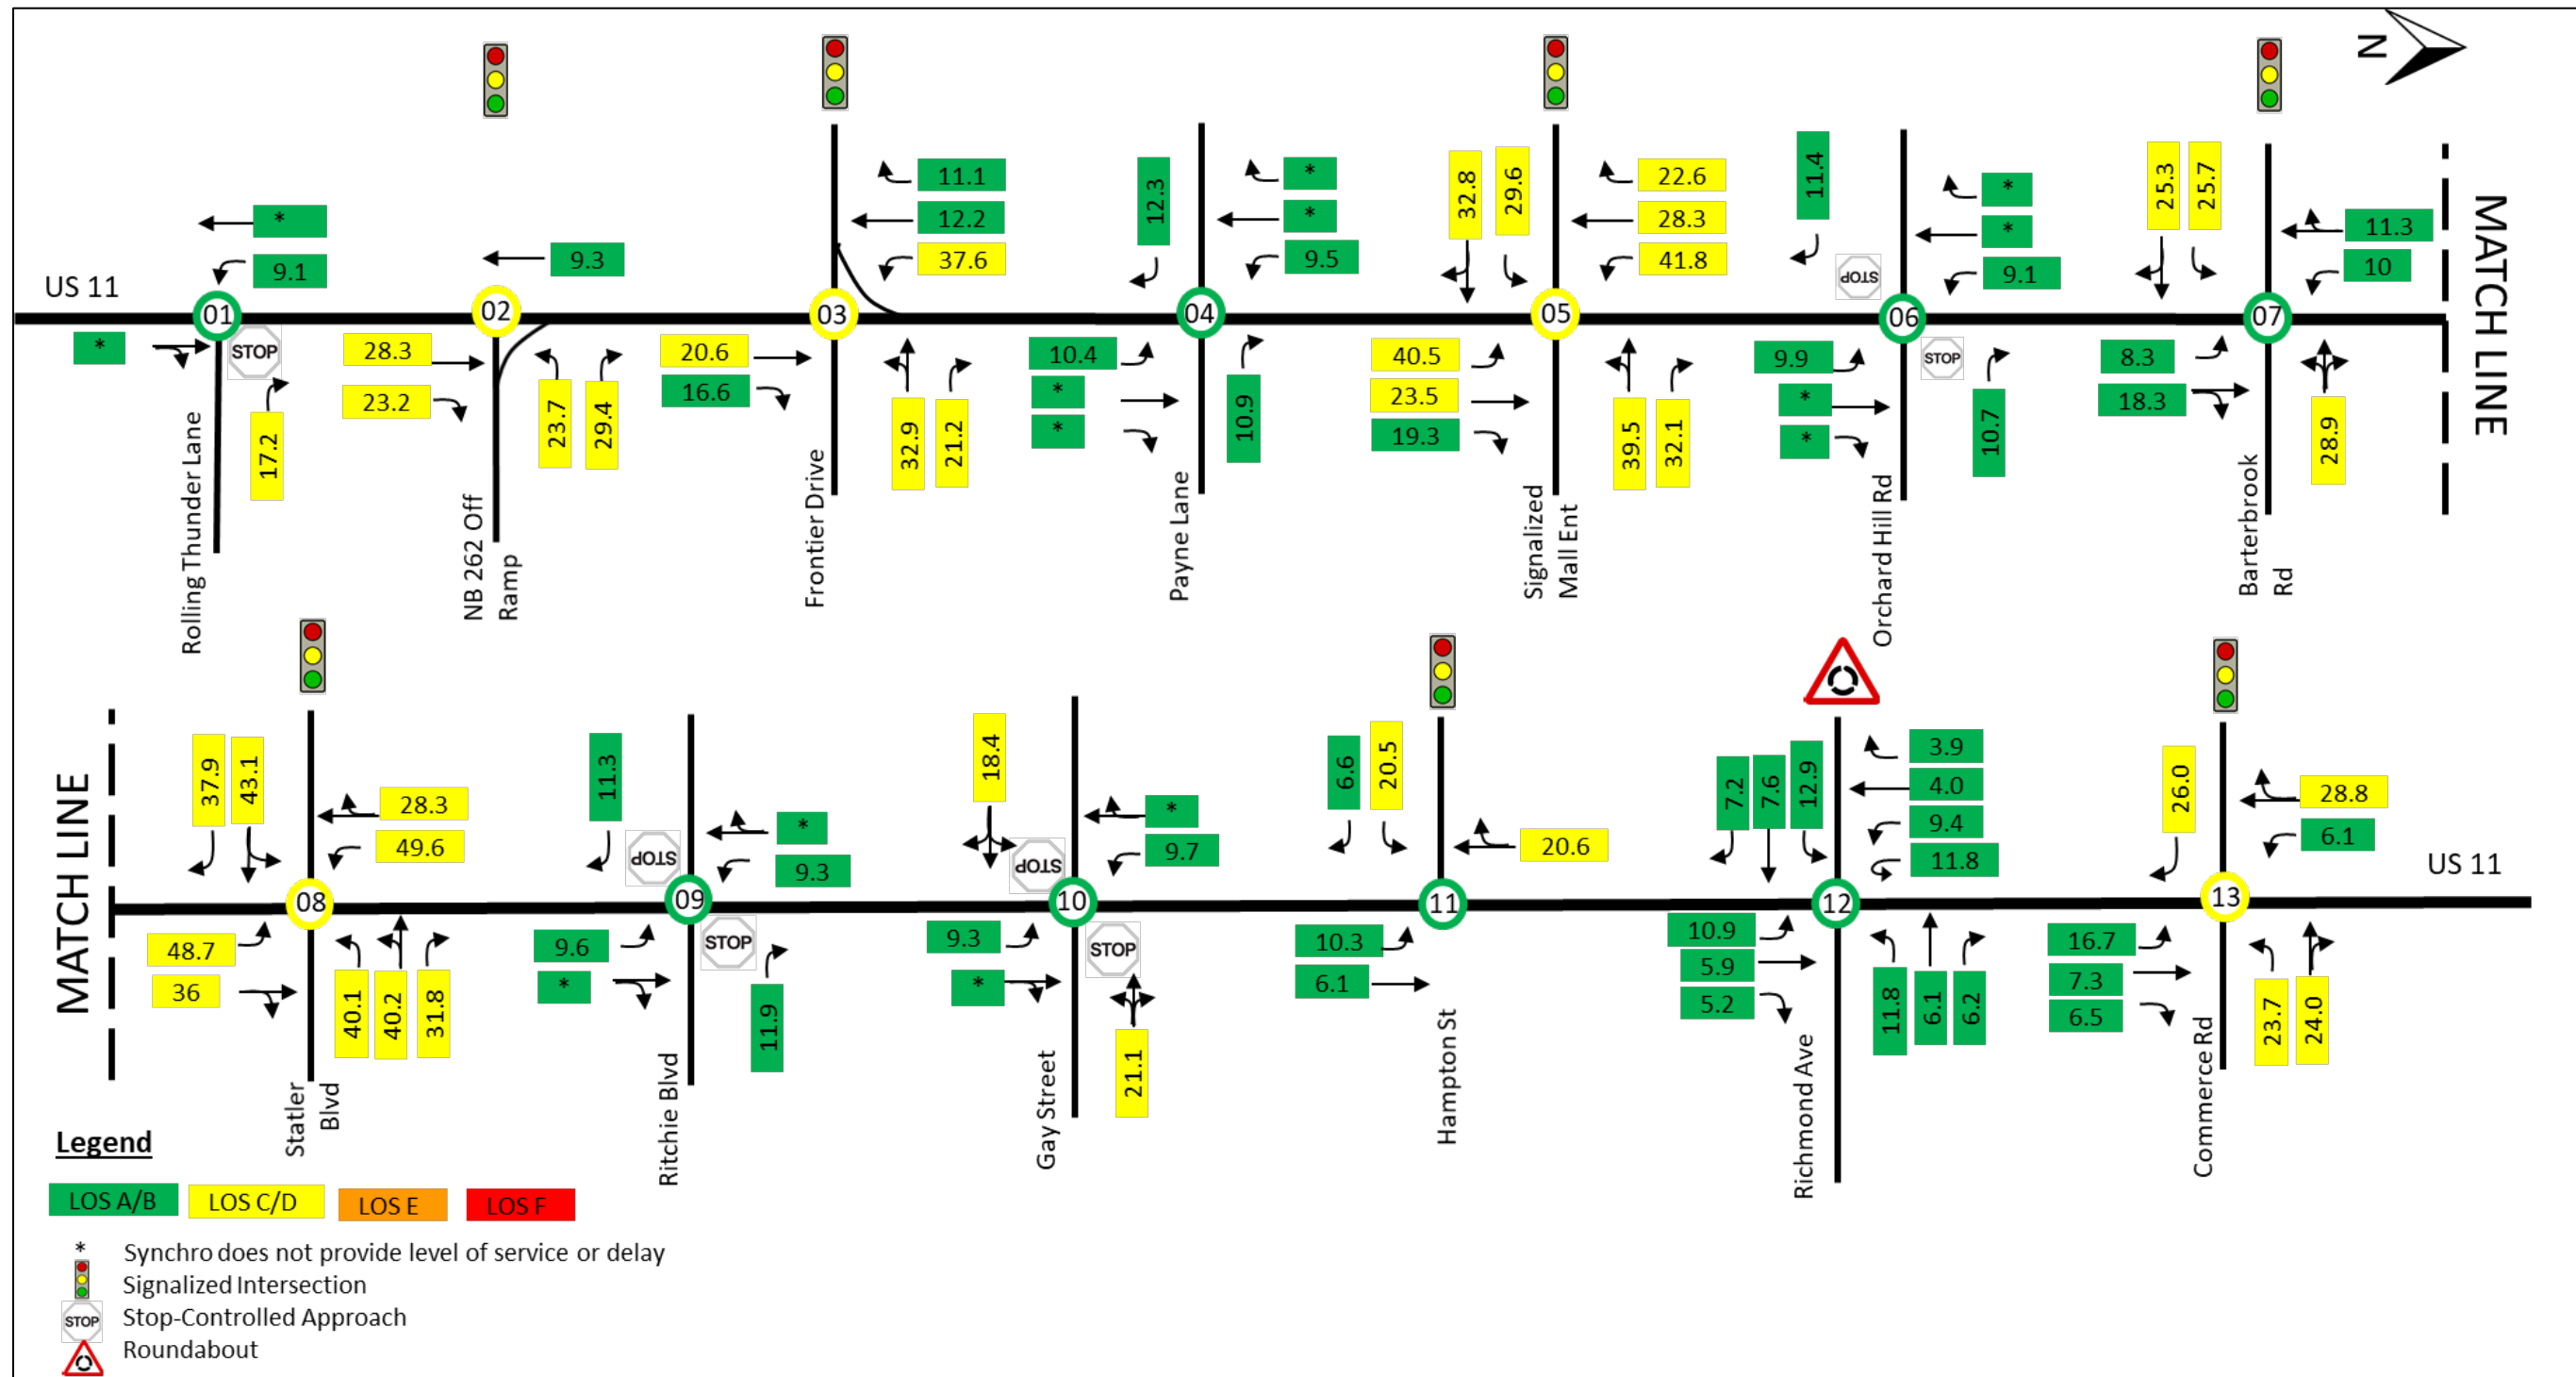 N
*
9.1
US 11
01
STOP
*
17.2
Rolling Thunder Lane
9.3
02
28.3
23.2
23.7
29.4
NB 262 Off
Ramp
11.1
12.2
37.6
03
20.6
16.6
32.9
21.2
Frontier Drive
12.3
*
*
9.5
04
10.4
*
*
10.9
Payne Lane
32.8
29.6
22.6
28.3
41.8
05
40.5
23.5
19.3
39.5
32.1
Signalized
Mall Ent
11.4
STOP
*
*
9.1
06
9.9
*
*
STOP
10.7
Orchard Hill Rd
25.3
25.7
11.3
10
07
8.3
18.3
28.9
Barterbrook
Rd
MATCH LINE
MATCH LINE
37.9
43.1
28.3
49.6
08
48.7
36
40.1
40.2
31.8
Statler
Blvd
11.3
STOP
*
9.3
09
9.6
*
STOP
11.9
Ritchie Blvd
18.4
STOP
*
9.7
10
9.3
*
STOP
21.1
Gay Street
6.6
20.5
20.6
11
10.3
6.1
Hampton St
7.2
7.6
12.9
3.9
4.0
9.4
11.8
12
10.9
5.9
5.2
11.8
6.1
6.2
Richmond Ave
26.0
28.8
6.1
13
US 11
16.7
7.3
6.5
23.7
24.0
Commerce Rd
Legend
LOS A/B
LOS C/D
LOS E
LOS F
* Synchro does not provide level of service or delay
Signalized Intersection
STOP Stop-Controlled Approach
Roundabout